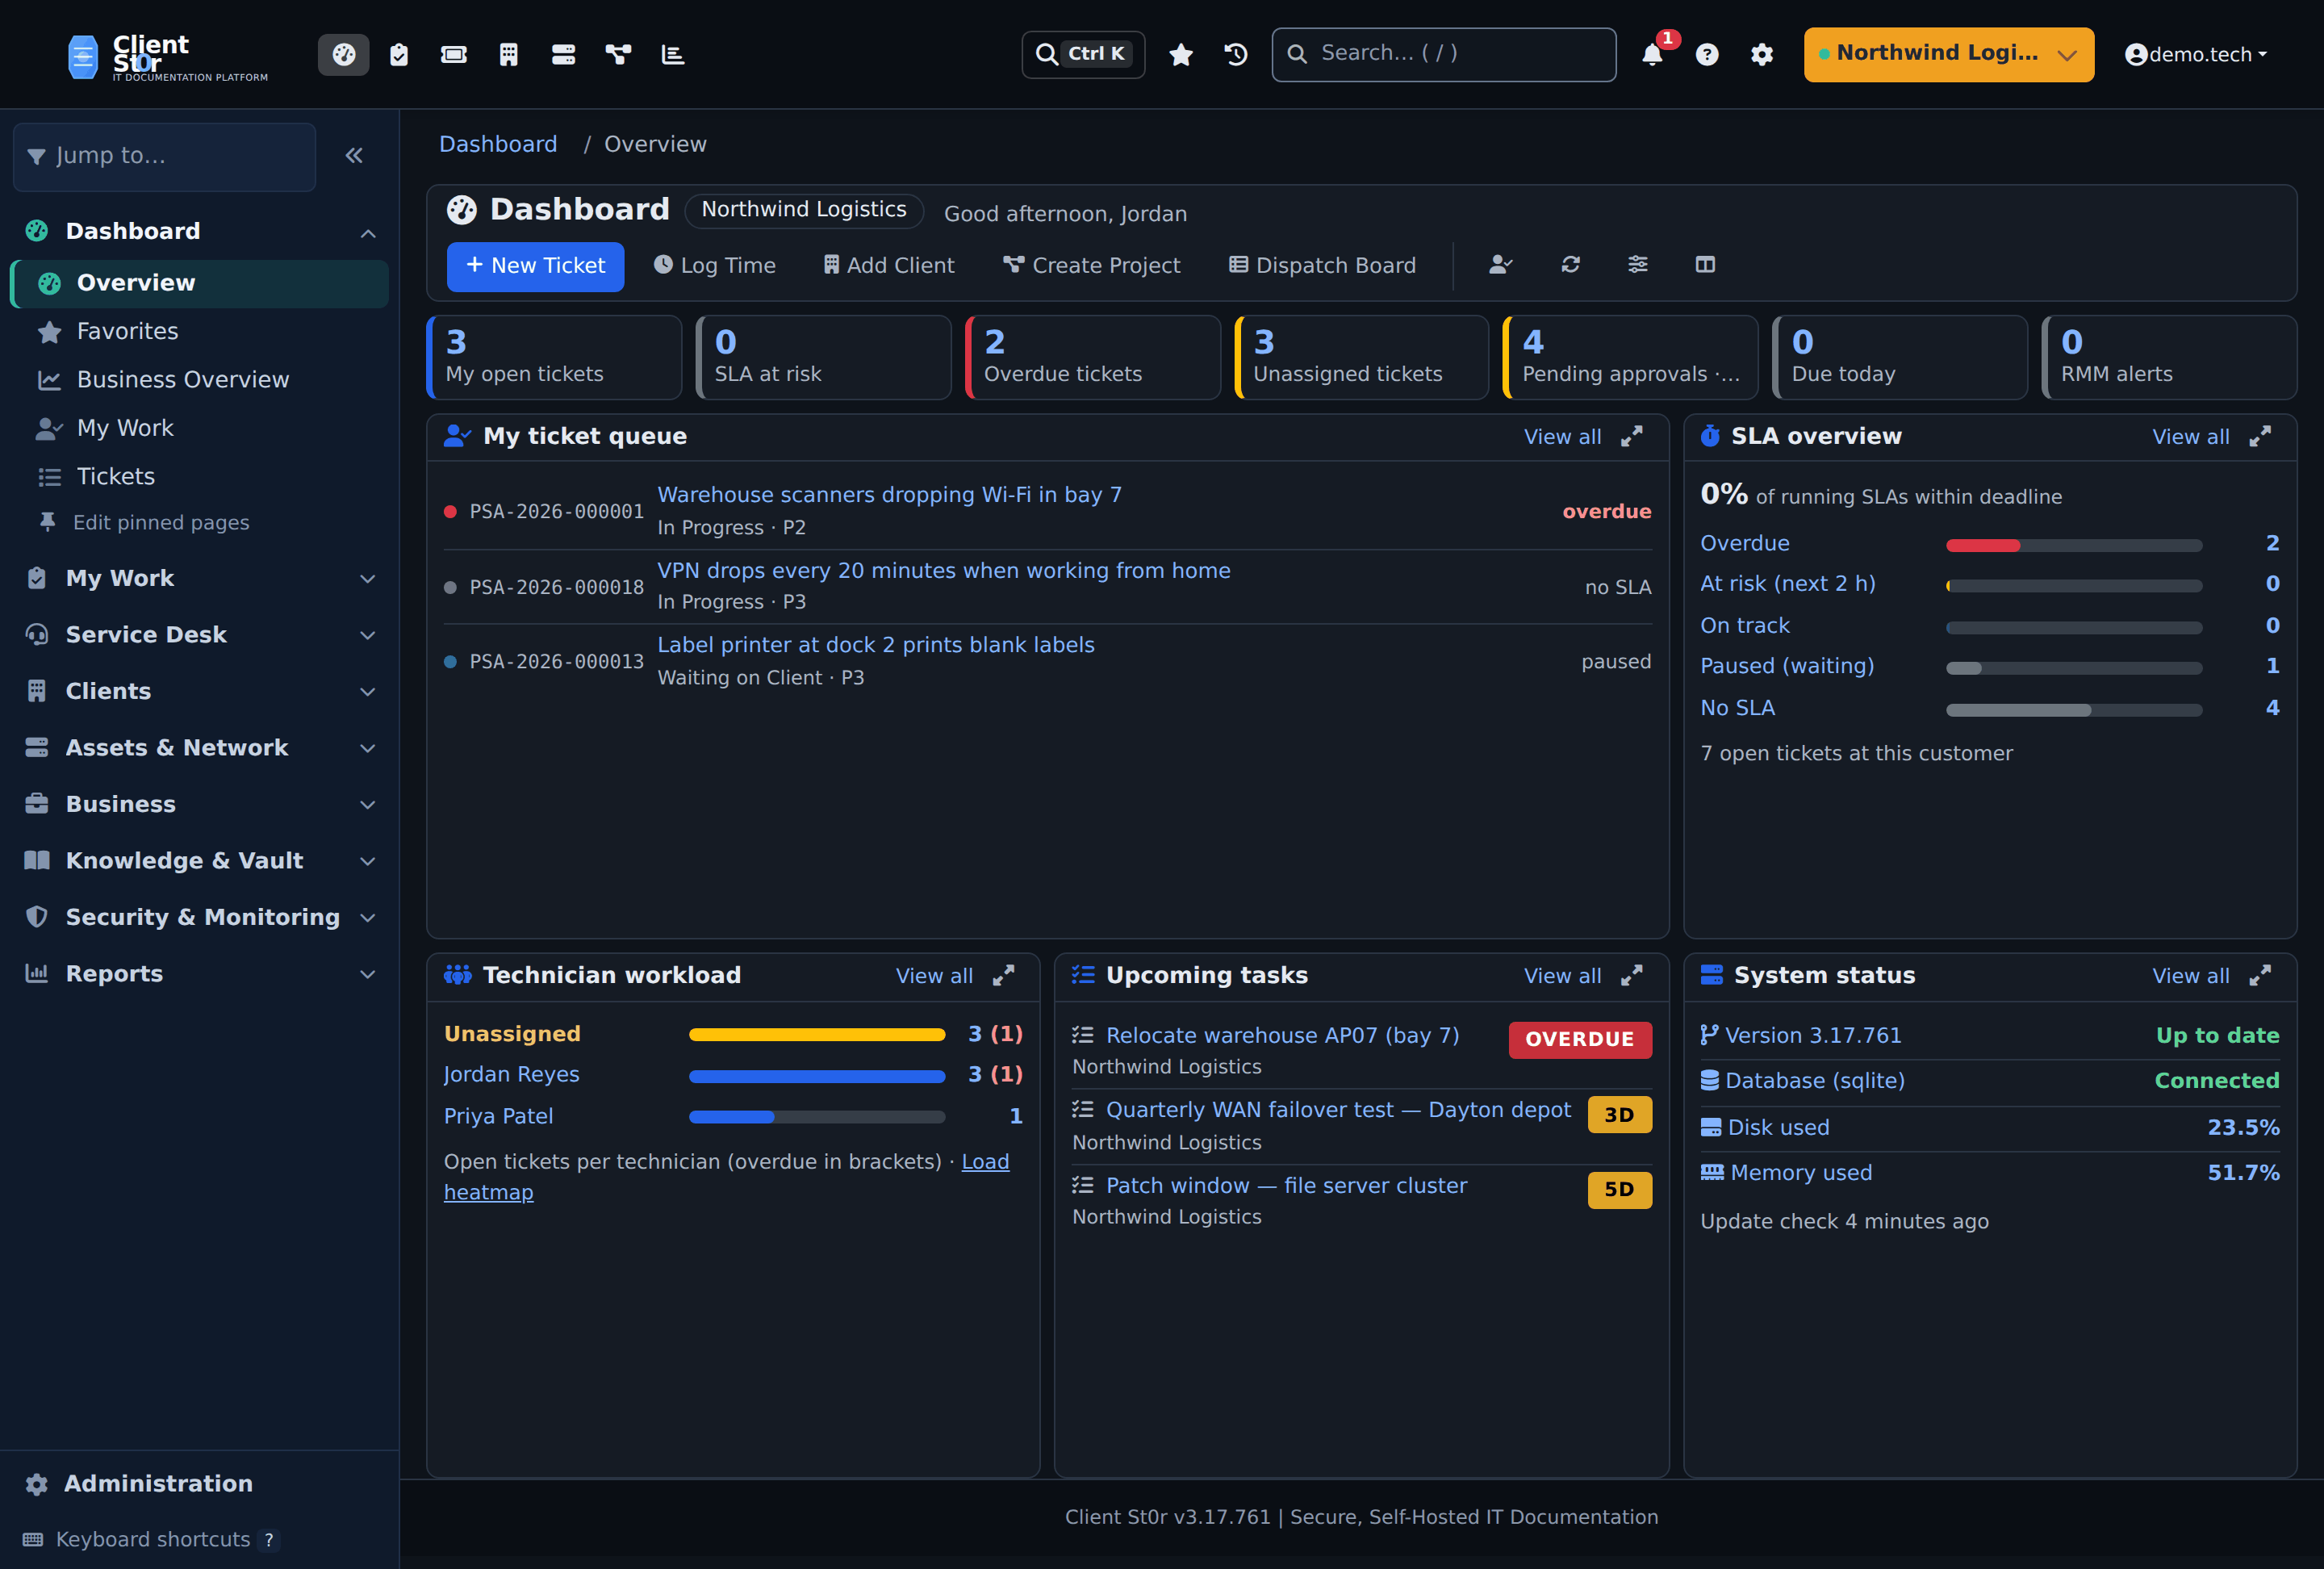 Client
St0r
IT DOCUMENTATION PLATFORM
Ctrl K
Search… ( / )
1
Northwind Logi…
demo.tech
Jump to…
Dashboard
Overview
Favorites
Business Overview
My Work
Tickets
Edit pinned pages
My Work
Service Desk
Clients
Assets & Network
Business
Knowledge & Vault
Security & Monitoring
Reports
Administration
Keyboard shortcuts ?
Dashboard / Overview
Dashboard Northwind Logistics Good afternoon, Jordan
New Ticket Log Time Add Client Create Project Dispatch Board
3
My open tickets
0
SLA at risk
2
Overdue tickets
3
Unassigned tickets
4
Pending approvals ·…
0
Due today
0
RMM alerts
My ticket queue View all
PSA-2026-000001 Warehouse scanners dropping Wi-Fi in bay 7 overdue
In Progress · P2
PSA-2026-000018 VPN drops every 20 minutes when working from home no SLA
In Progress · P3
PSA-2026-000013 Label printer at dock 2 prints blank labels paused
Waiting on Client · P3
SLA overview View all
0% of running SLAs within deadline
Overdue 2
At risk (next 2 h) 0
On track 0
Paused (waiting) 1
No SLA 4
7 open tickets at this customer
Technician workload View all
Unassigned 3 (1)
Jordan Reyes 3 (1)
Priya Patel 1
Open tickets per technician (overdue in brackets) · Load
heatmap
Upcoming tasks View all
Relocate warehouse AP07 (bay 7) OVERDUE
Northwind Logistics
Quarterly WAN failover test — Dayton depot 3D
Northwind Logistics
Patch window — file server cluster 5D
Northwind Logistics
System status View all
Version 3.17.761 Up to date
Database (sqlite) Connected
Disk used 23.5%
Memory used 51.7%
Update check 4 minutes ago
Client St0r v3.17.761 | Secure, Self-Hosted IT Documentation